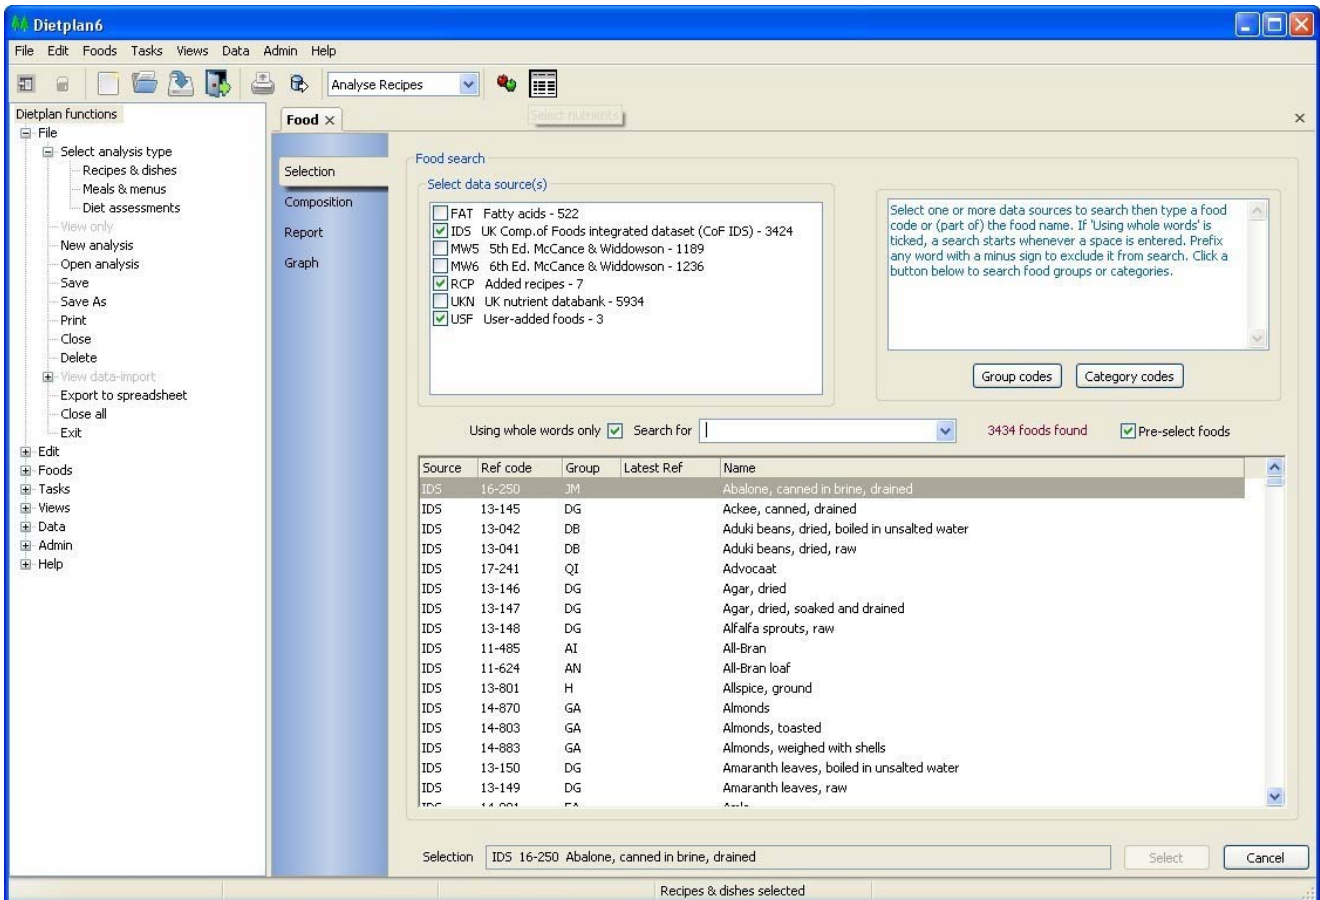 Dietplan6
File Edit Foods Tasks Views Data Admin Help
Analyse Recipes
Select nutrients
Dietplan functions
File
Select analysis type
Recipes & dishes
Meals & menus
Diet assessments
View only
New analysis
Open analysis
Save
Save As
Print
Close
Delete
View data-import
Export to spreadsheet
Close all
Exit
Edit
Foods
Tasks
Views
Data
Admin
Help
Food
Selection
Composition
Report
Graph
Food search
Select data source(s)
FAT Fatty acids - 522
IDS UK Comp.of Foods integrated dataset (CoF IDS) - 3424
MW5 5th Ed. McCance & Widdowson - 1189
MW6 6th Ed. McCance & Widdowson - 1236
RCP Added recipes - 7
UKN UK nutrient databank - 5934
USF User-added foods - 3
Select one or more data sources to search then type a food
code or (part of) the food name. If 'Using whole words' is
ticked, a search starts whenever a space is entered. Prefix
any word with a minus sign to exclude it from search. Click a
button below to search food groups or categories.
Group codes Category codes
Using whole words only Search for 3434 foods found Pre-select foods
Source Ref code Group Latest Ref Name
IDS 16-250 JM Abalone, canned in brine, drained
IDS 13-145 DG Ackee, canned, drained
IDS 13-042 DB Aduki beans, dried, boiled in unsalted water
IDS 13-041 DB Aduki beans, dried, raw
IDS 17-241 QI Advocaat
IDS 13-146 DG Agar, dried
IDS 13-147 DG Agar, dried, soaked and drained
IDS 13-148 DG Alfalfa sprouts, raw
IDS 11-485 AI All-Bran
IDS 11-624 AN All-Bran loaf
IDS 13-801 H Allspice, ground
IDS 14-870 GA Almonds
IDS 14-803 GA Almonds, toasted
IDS 14-883 GA Almonds, weighed with shells
IDS 13-150 DG Amaranth leaves, boiled in unsalted water
IDS 13-149 DG Amaranth leaves, raw
Selection IDS 16-250 Abalone, canned in brine, drained Select Cancel
Recipes & dishes selected